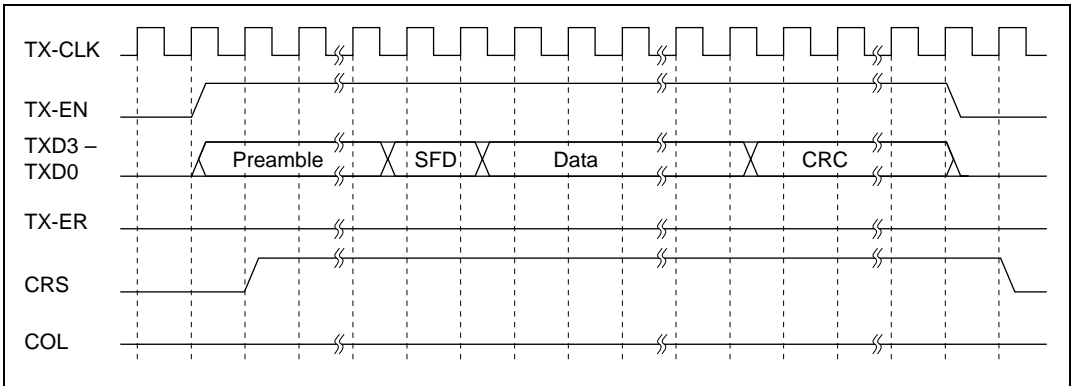 TX-CLK
TX-EN
TXD3 –
TXD0
Preamble
SFD
Data
CRC
TX-ER
CRS
COL